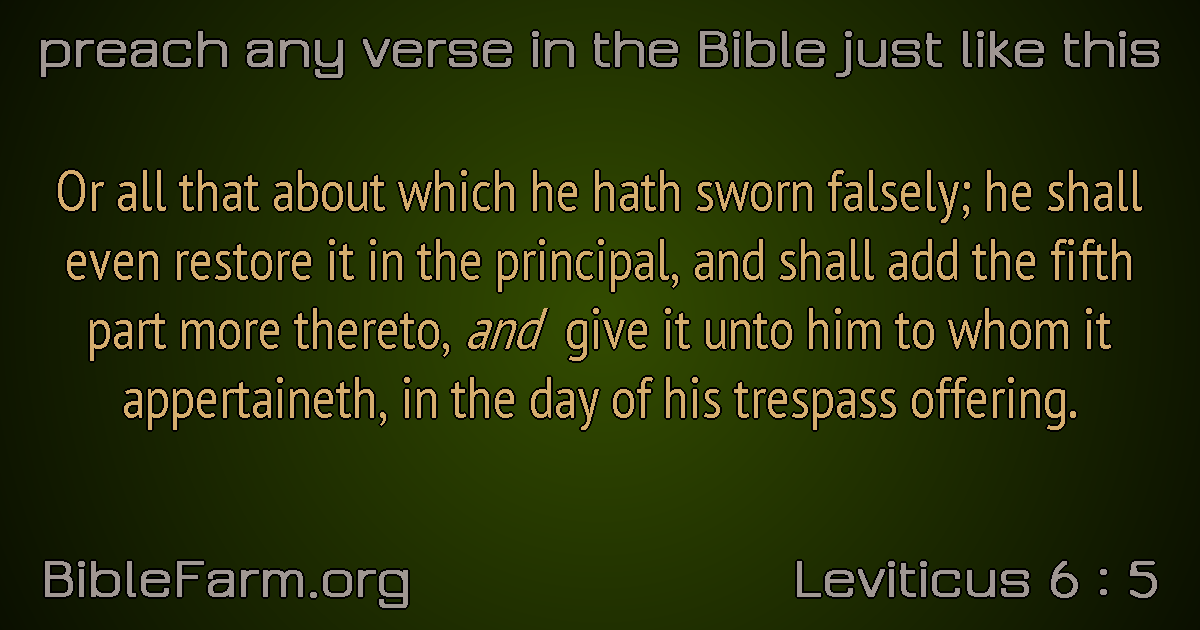 preach any verse in the Bible just like this
Or all that about which he hath sworn falsely; he shall
even restore it in the principal, and shall add the fifth
part more thereto, and give it unto him to whom it
appertaineth, in the day of his trespass offering.
BibleFarm.org
Leviticus 6 : 5